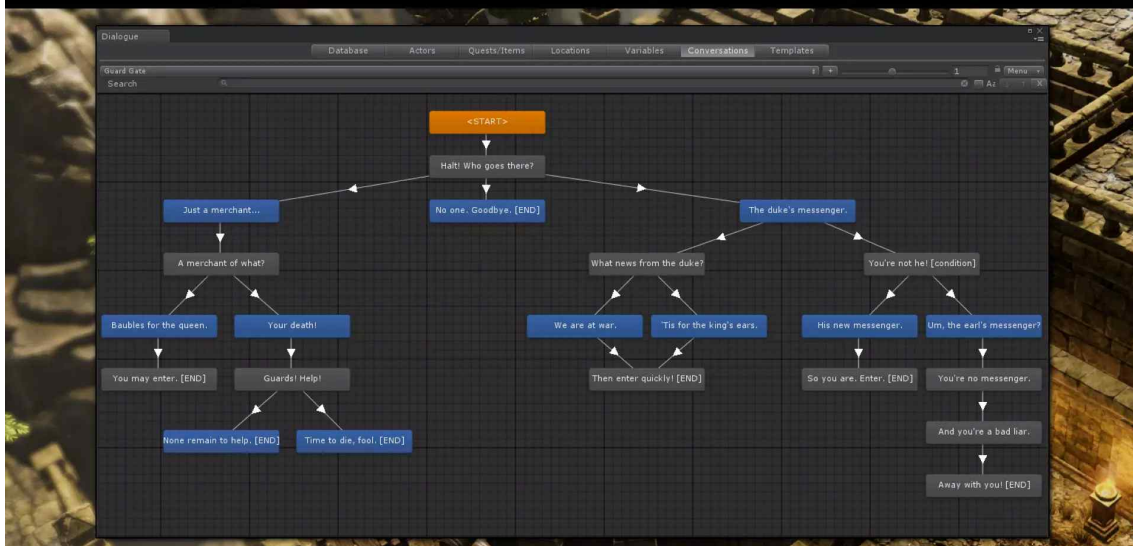 Dialogue
Database Actors Quests/Items Locations Variables Conversations Templates
Guard Gate + 1 Menu
Search
<START>
Halt! Who goes there?
Just a merchant... No one. Goodbye. [END] The duke's messenger.
A merchant of what? What news from the duke? You're not he! [condition]
Baubles for the queen. Your death! We are at war. 'Tis for the king's ears. His new messenger. Um, the earl's messenger?
You may enter. [END] Guards! Help! Then enter quickly! [END] So you are. Enter. [END] You're no messenger.
And you're a bad liar.
None remain to help. [END] Time to die, fool. [END]
Away with you! [END]